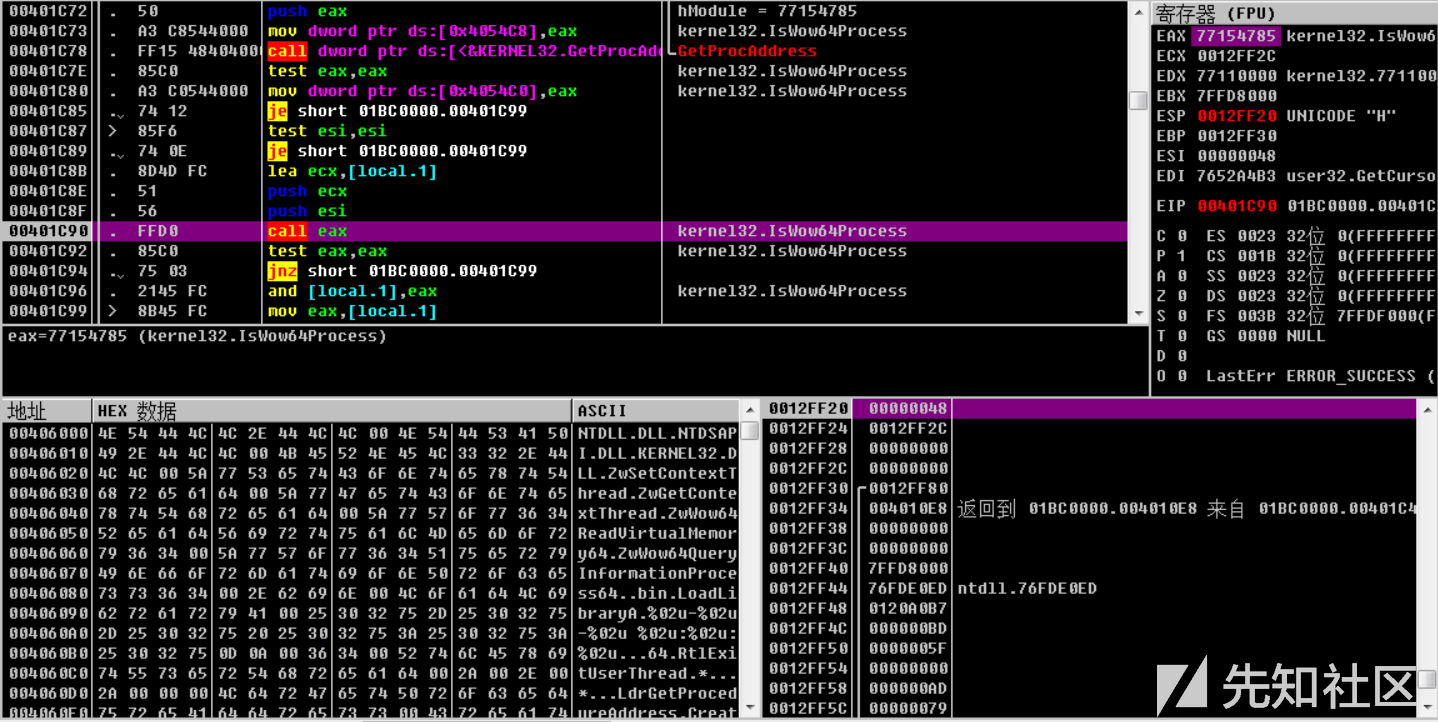 00401C72 . 50 push eax hModule = 77154785
00401C73 . A3 C8544000 mov dword ptr ds:[0x4054C8],eax kernel32.IsWow64Process
00401C78 . FF15 48404000 call dword ptr ds:[<&KERNEL32.GetProcAdd GetProcAddress
00401C7E . 85C0 test eax,eax kernel32.IsWow64Process
00401C80 . A3 C0544000 mov dword ptr ds:[0x4054C0],eax kernel32.IsWow64Process
00401C85 . 74 12 je short 01BC0000.00401C99
00401C87 > 85F6 test esi,esi
00401C89 . 74 0E je short 01BC0000.00401C99
00401C8B . 8D4D FC lea ecx,[local.1]
00401C8E . 51 push ecx
00401C8F . 56 push esi
00401C90 . FFD0 call eax kernel32.IsWow64Process
00401C92 . 85C0 test eax,eax kernel32.IsWow64Process
00401C94 . 75 03 jnz short 01BC0000.00401C99
00401C96 . 2145 FC and [local.1],eax kernel32.IsWow64Process
00401C99 > 8B45 FC mov eax,[local.1]
eax=77154785 (kernel32.IsWow64Process)
寄存器 (FPU)
EAX 77154785 kernel32.IsWow6
ECX 0012FF2C
EDX 77110000 kernel32.771100
EBX 7FFD8000
ESP 0012FF20 UNICODE "H"
EBP 0012FF30
ESI 00000048
EDI 7652A4B3 user32.GetCurso
EIP 00401C90 01BC0000.00401C
C 0 ES 0023 32位 0(FFFFFFFF
P 1 CS 001B 32位 0(FFFFFFFF
A 0 SS 0023 32位 0(FFFFFFFF
Z 0 DS 0023 32位 0(FFFFFFFF
S 0 FS 003B 32位 7FFDF000(F
T 0 GS 0000 NULL
D 0
O 0 LastErr ERROR_SUCCESS (
地址 HEX 数据 ASCII
00406000 4E 54 44 4C 4C 2E 44 4C 4C 00 4E 54 44 53 41 50 NTDLL.DLL.NTDSAP
00406010 49 2E 44 4C 4C 00 4B 45 52 4E 45 4C 33 32 2E 44 I.DLL.KERNEL32.D
00406020 4C 4C 00 5A 77 53 65 74 43 6F 6E 74 65 78 74 54 LL.ZwSetContextT
00406030 68 72 65 61 64 00 5A 77 47 65 74 43 6F 6E 74 65 hread.ZwGetConte
00406040 78 74 54 68 72 65 61 64 00 5A 77 57 6F 77 36 34 xtThread.ZwWow64
00406050 52 65 61 64 56 69 72 74 75 61 6C 4D 65 6D 6F 72 ReadVirtualMemor
00406060 79 36 34 00 5A 77 57 6F 77 36 34 51 75 65 72 79 y64.ZwWow64Query
00406070 49 6E 66 6F 72 6D 61 74 69 6F 6E 50 72 6F 63 65 InformationProce
00406080 73 73 36 34 00 2E 62 69 6E 00 4C 6F 61 64 4C 69 ss64..bin.LoadLi
00406090 62 72 61 72 79 41 00 25 30 32 75 2D 25 30 32 75 braryA.%02u-%02u
004060A0 2D 25 30 32 75 20 25 30 32 75 3A 25 30 32 75 3A -%02u %02u:%02u:
004060B0 25 30 32 75 0D 0A 00 36 34 00 52 74 6C 45 78 69 %02u...64.RtlExi
004060C0 74 55 73 65 72 54 68 72 65 61 64 00 2A 00 2E 00 tUserThread.*...
004060D0 2A 00 00 00 4C 64 72 47 65 74 50 72 6F 63 65 64 *...LdrGetProced
004060E0 75 72 65 41 64 64 72 65 73 73 00 43 72 65 61 74 ureAddress.Creat
0012FF20 00000048
0012FF24 0012FF2C
0012FF28 00000000
0012FF2C 00000000
0012FF30 0012FF80
0012FF34 004010E8 返回到 01BC0000.004010E8 来自 01BC0000.00401C4
0012FF38 00000000
0012FF3C 00000000
0012FF40 7FFD8000
0012FF44 76FDE0ED ntdll.76FDE0ED
0012FF48 0120A0B7
0012FF4C 000000BD
0012FF50 0000005F
0012FF54 00000000
0012FF58 000000AD
0012FF5C 00000079
先知社区